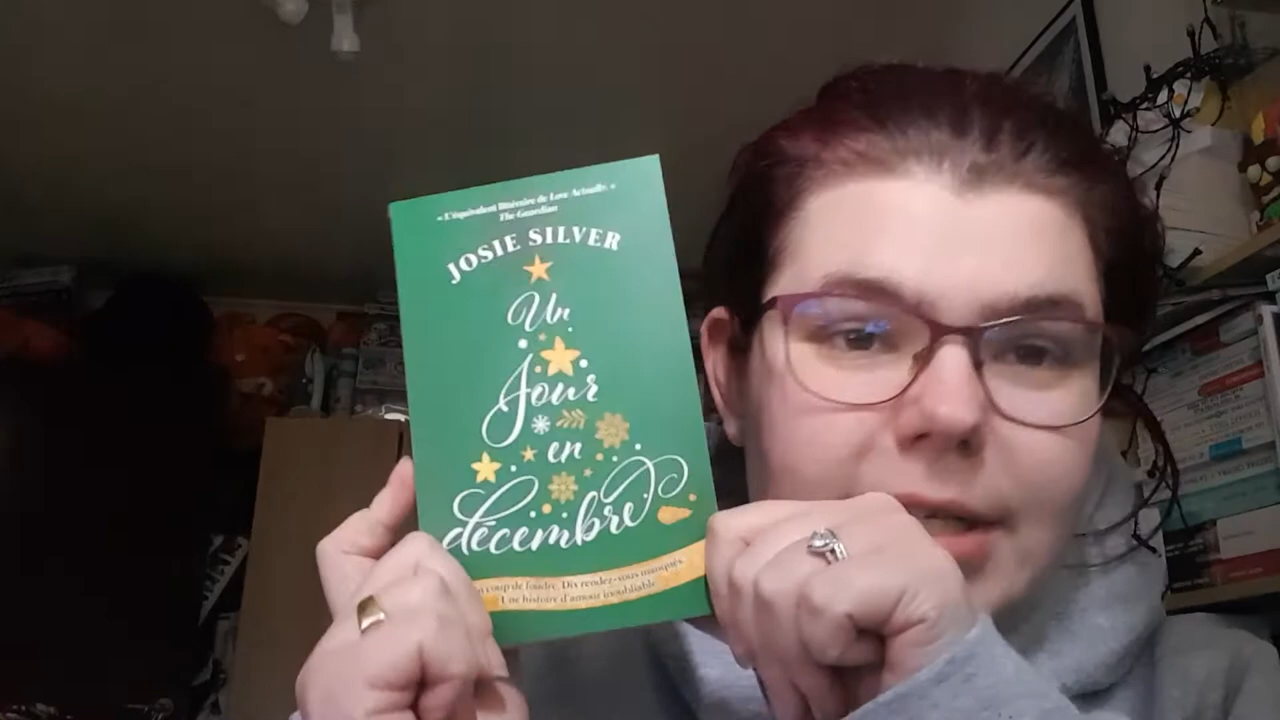 « L'équivalent littéraire de Love Actually. »
The Guardian
JOSIE SILVER
Un
Jour
en
décembre
coup de foudre. Dix rendez-vous manqués.
Une histoire d'amour inoubliable.